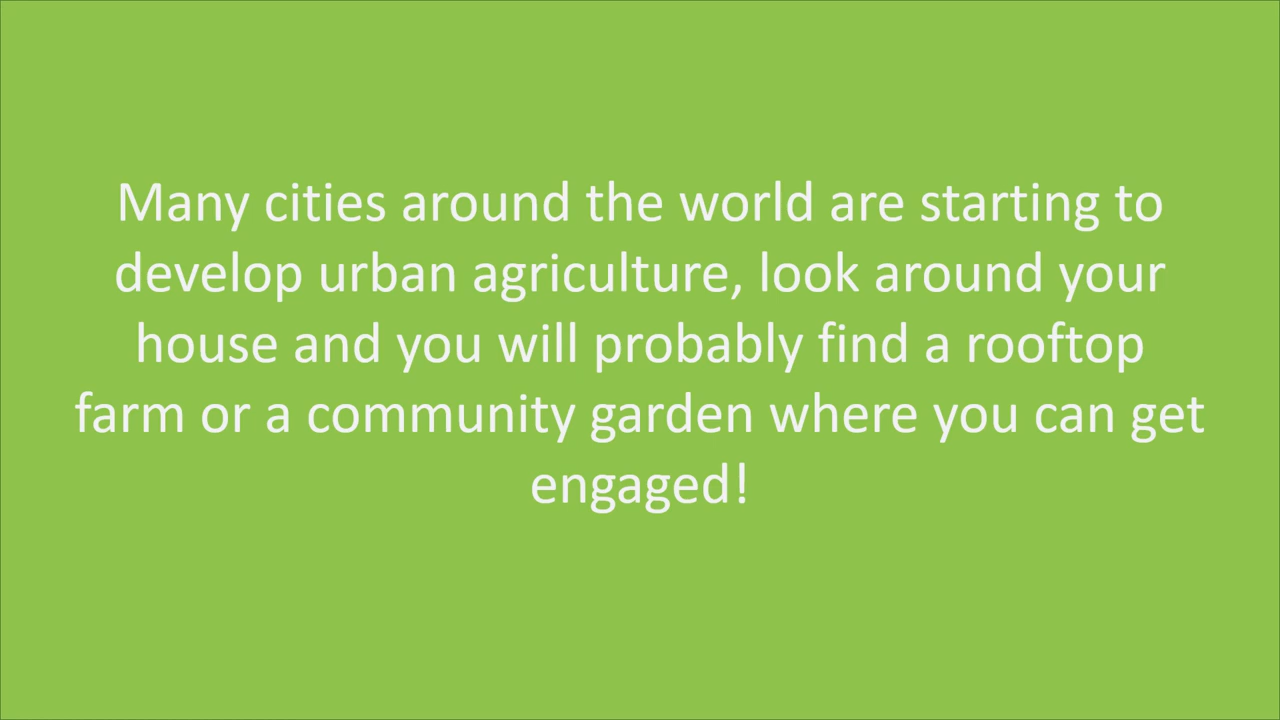 Many cities around the world are starting to
develop urban agriculture, look around your
house and you will probably find a rooftop
farm or a community garden where you can get
engaged!